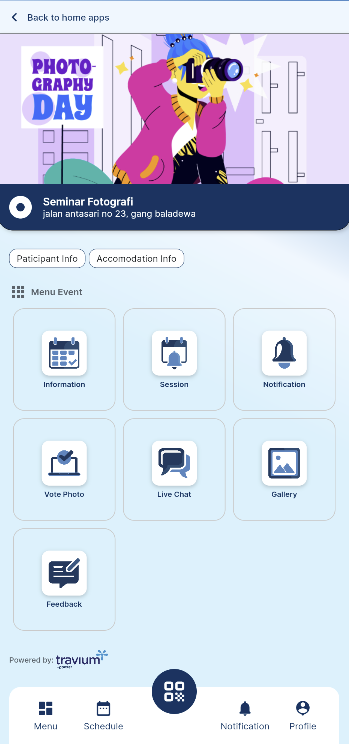 Back to home apps
PHOTO-
GRAPHY
DAY
Seminar Fotografi
jalan antasari no 23, gang baladewa
Paticipant Info
Accomodation Info
Menu Event
Information
Session
Notification
Vote Photo
Live Chat
Gallery
Feedback
Powered by: travium
Menu
Schedule
Notification
Profile